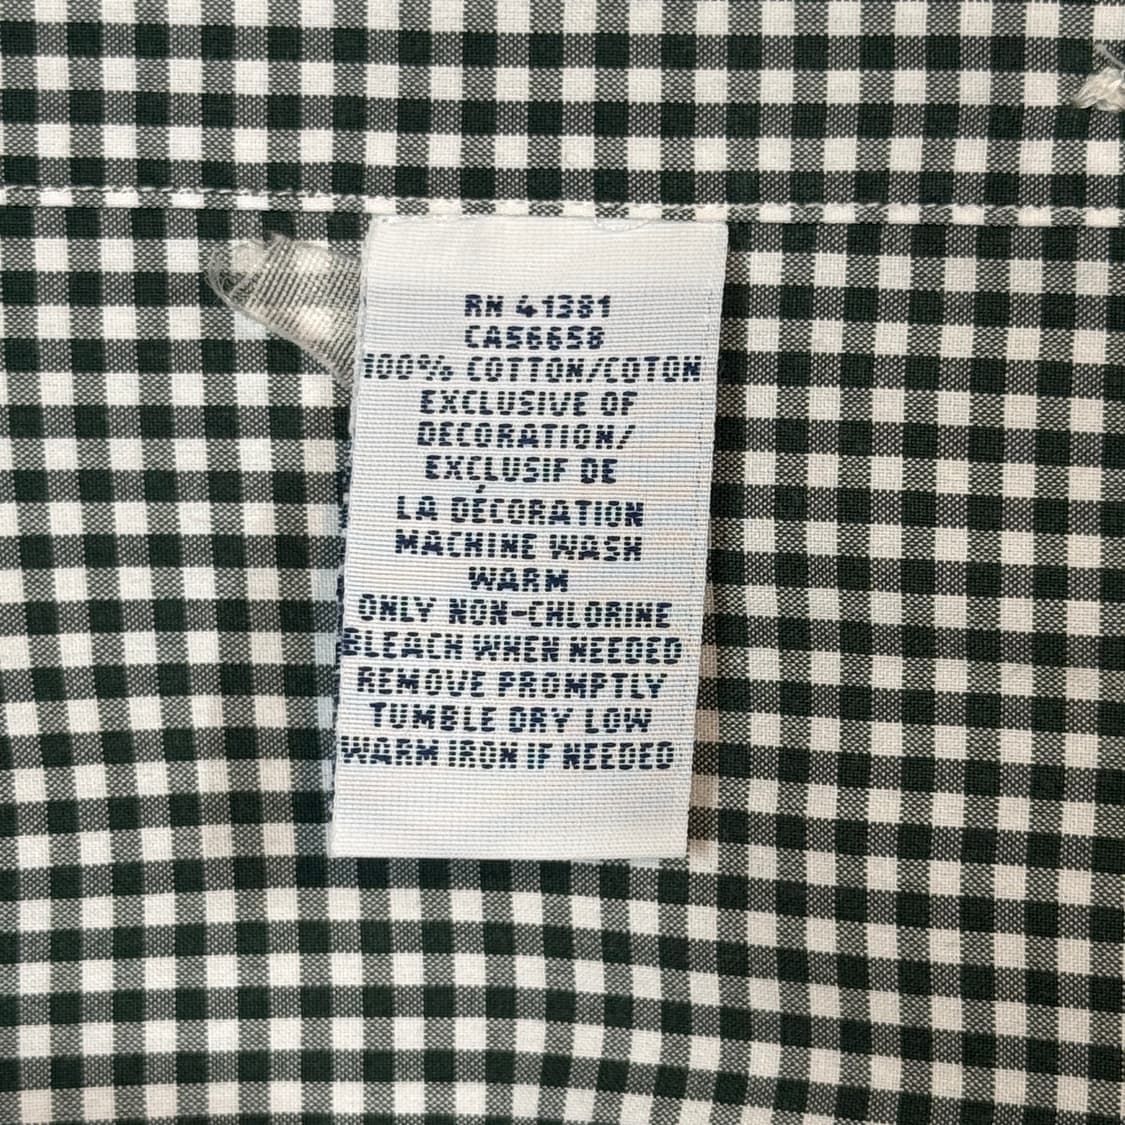 RN 41381
CA56658
100% COTTON/COTON
EXCLUSIVE OF
DECORATION/
EXCLUSIF DE
LA DÉCORATION
MACHINE WASH
WARM
ONLY NON-CHLORINE
BLEACH WHEN NEEDED
REMOVE PROMPTLY
TUMBLE DRY LOW
WARM IRON IF NEEDED